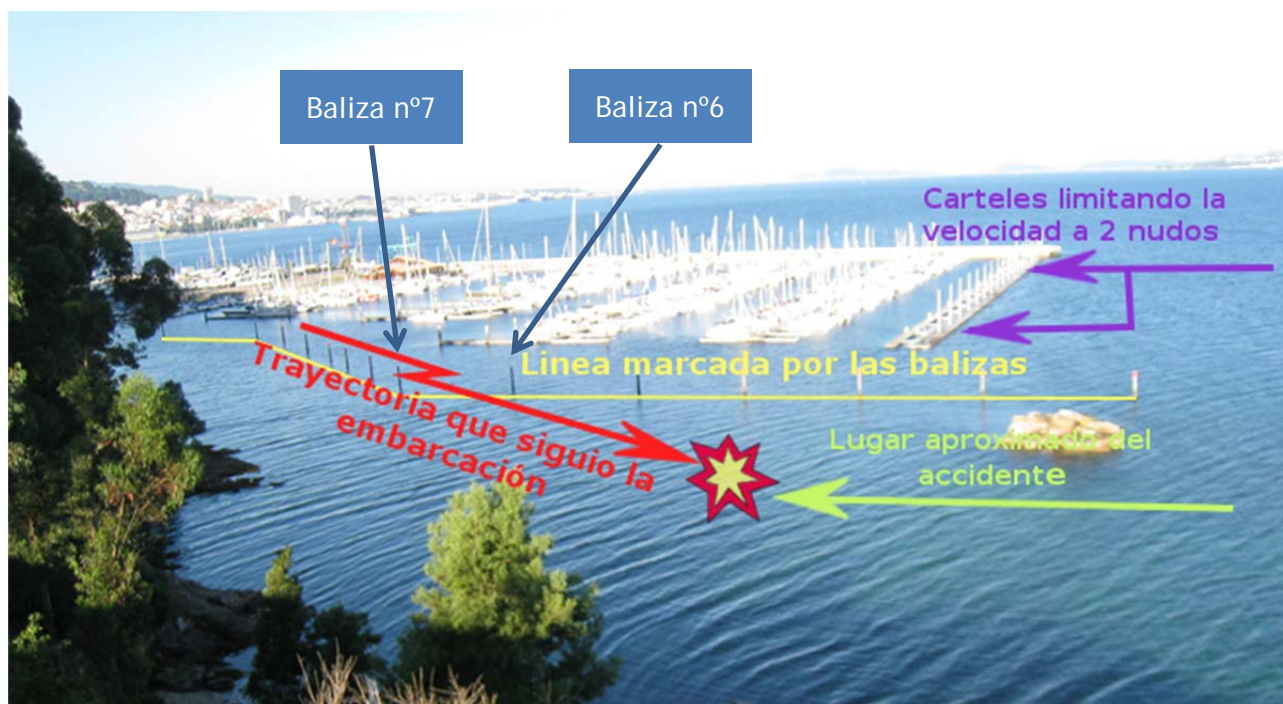 Baliza nº7
Baliza nº6
Carteles limitando la
velocidad a 2 nudos
Linea marcada por las balizas
Trayectoria que siguio la
embarcación
Lugar aproximado del
accidente